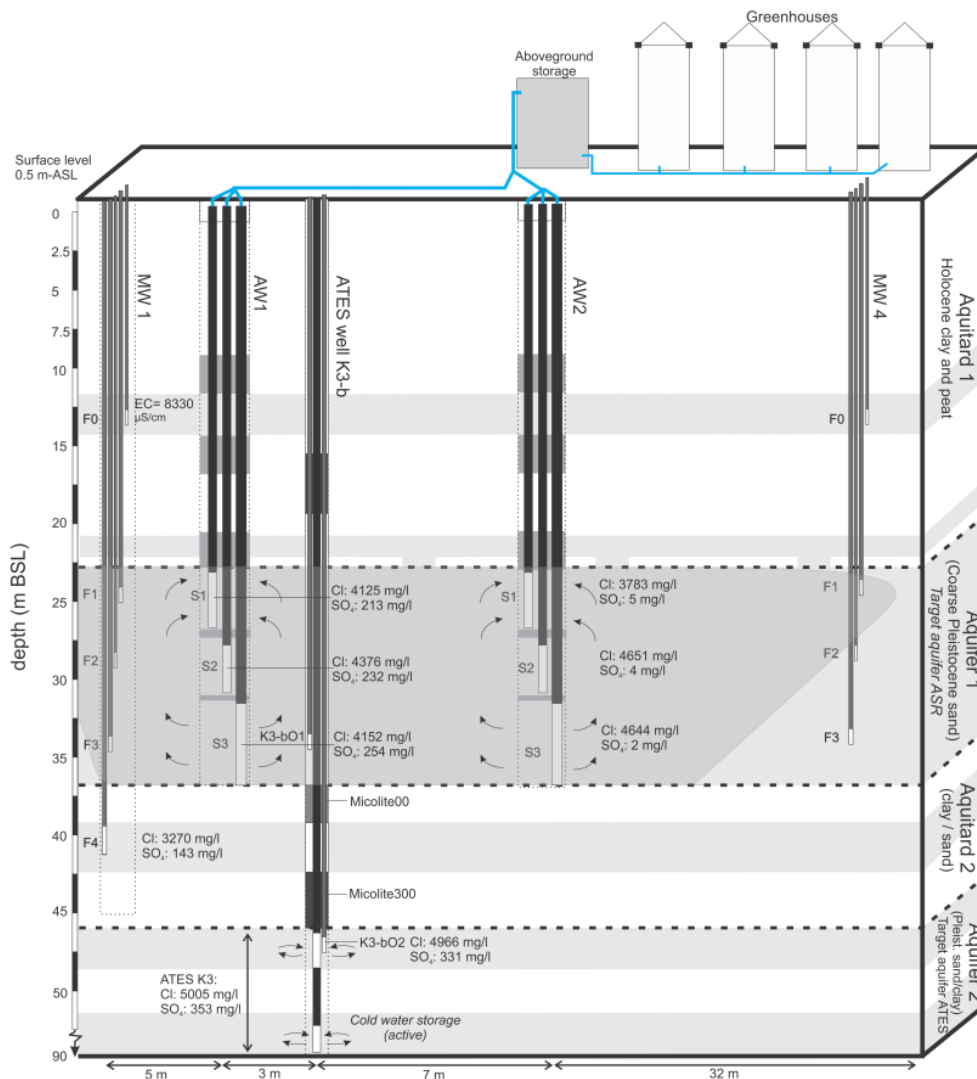 Greenhouses
Aboveground
storage
Surface level
0.5 m-ASL
0
2.5
5
7.5
10
15
20
25
30
35
40
45
50
90
depth (m BSL)
MW 1
AW1
ATES well K3-b
AW2
MW 4
Aquitard 1
Holocene clay and peat
EC= 8330
µS/cm
F0
F0
F1
F2
F3
F4
S1
S2
S3
Cl: 4125 mg/l
SO₄: 213 mg/l
Cl: 4376 mg/l
SO₄: 232 mg/l
K3-bO1
Cl: 4152 mg/l
SO₄: 254 mg/l
S1
S2
S3
Cl: 3783 mg/l
SO₄: 5 mg/l
Cl: 4651 mg/l
SO₄: 4 mg/l
Cl: 4644 mg/l
SO₄: 2 mg/l
F1
F2
F3
Aquifer 1
(Coarse Pleistocene sand)
Target aquifer ASR
Cl: 3270 mg/l
SO₄: 143 mg/l
Micolite00
Micolite300
Aquitard 2
(clay / sand)
K3-bO2
Cl: 4966 mg/l
SO₄: 331 mg/l
ATES K3:
Cl: 5005 mg/l
SO₄: 353 mg/l
Cold water storage
(active)
Aquifer 2
(Pleist. sand/clay)
Target aquifer ATES
5 m
3 m
7 m
32 m